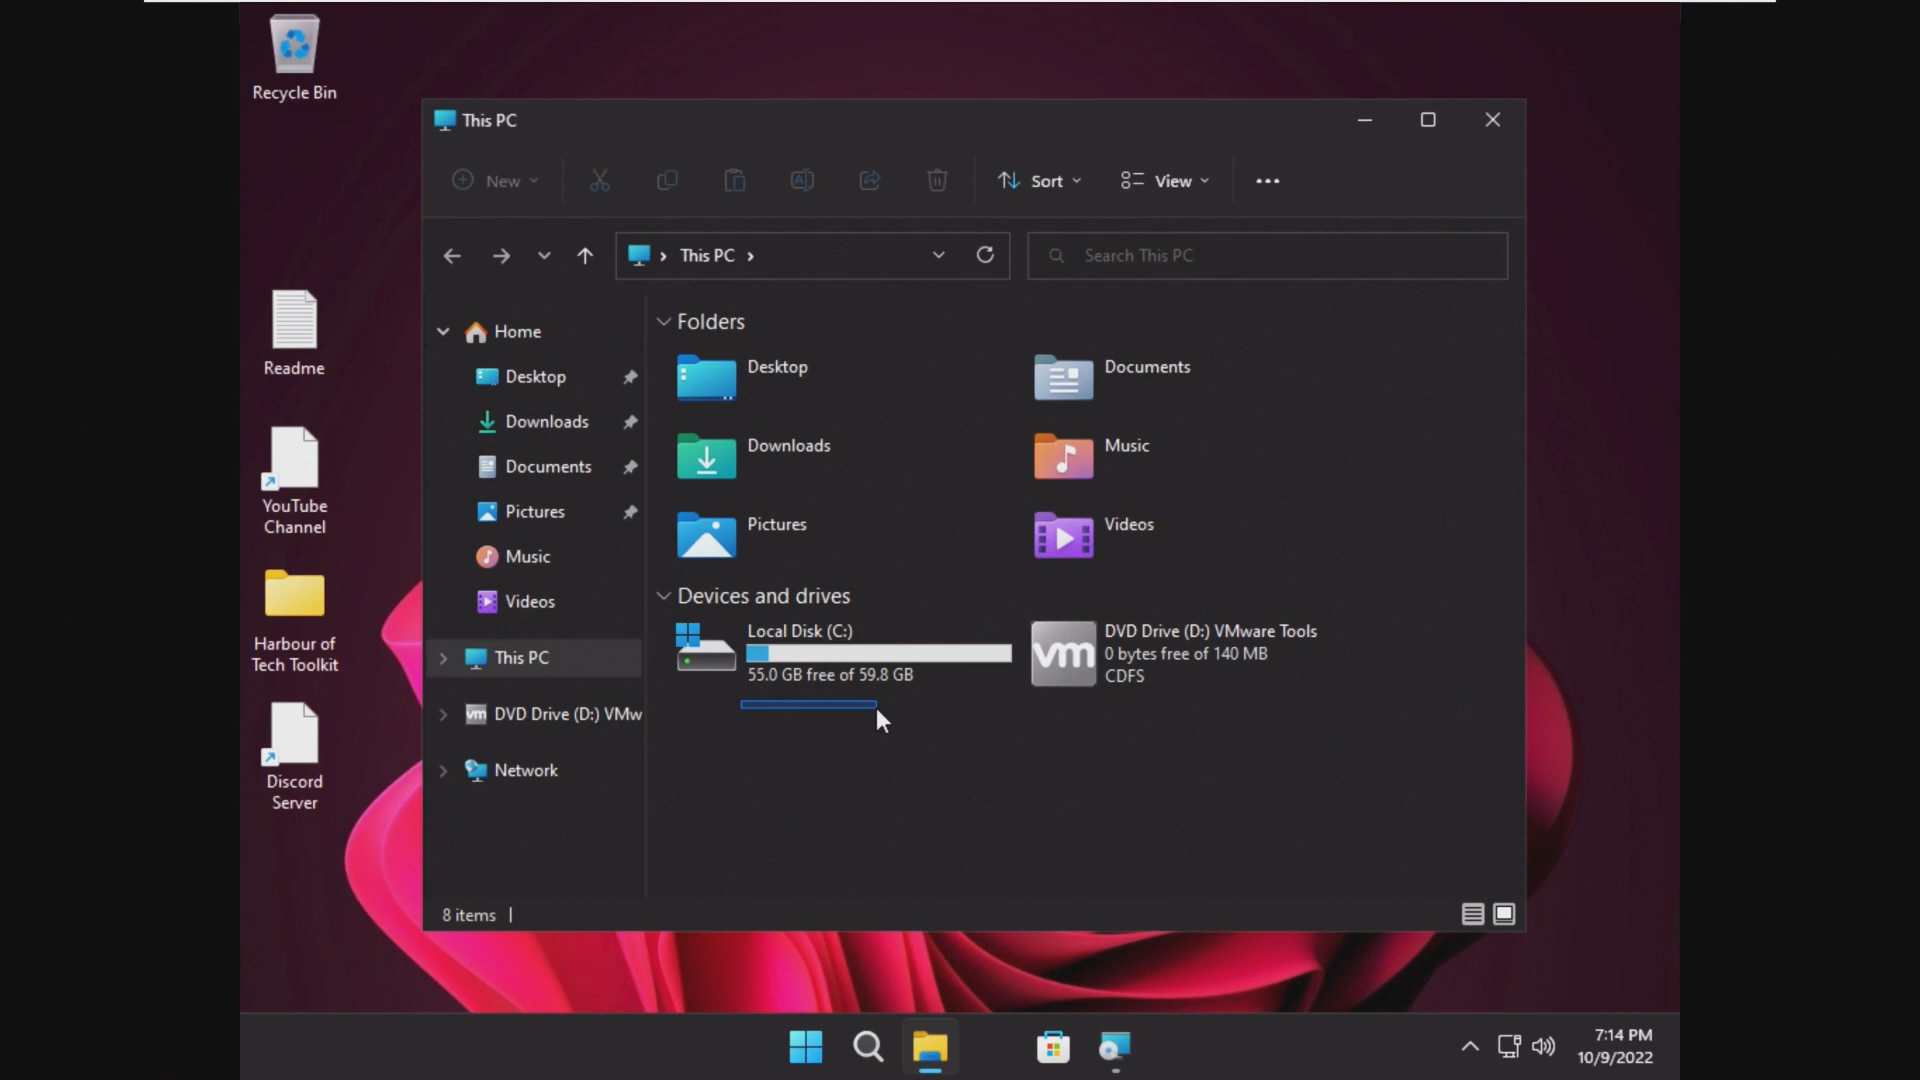 Recycle Bin
Readme
YouTube
Channel
Harbour of
Tech Toolkit
Discord
Server
This PC
New
Sort
View
This PC
Search This PC
Home
Desktop
Downloads
Documents
Pictures
Music
Videos
This PC
DVD Drive (D:) VMw
Network
Folders
Desktop
Documents
Downloads
Music
Pictures
Videos
Devices and drives
Local Disk (C:)
55.0 GB free of 59.8 GB
vm
DVD Drive (D:) VMware Tools
0 bytes free of 140 MB
CDFS
8 items
7:14 PM
10/9/2022